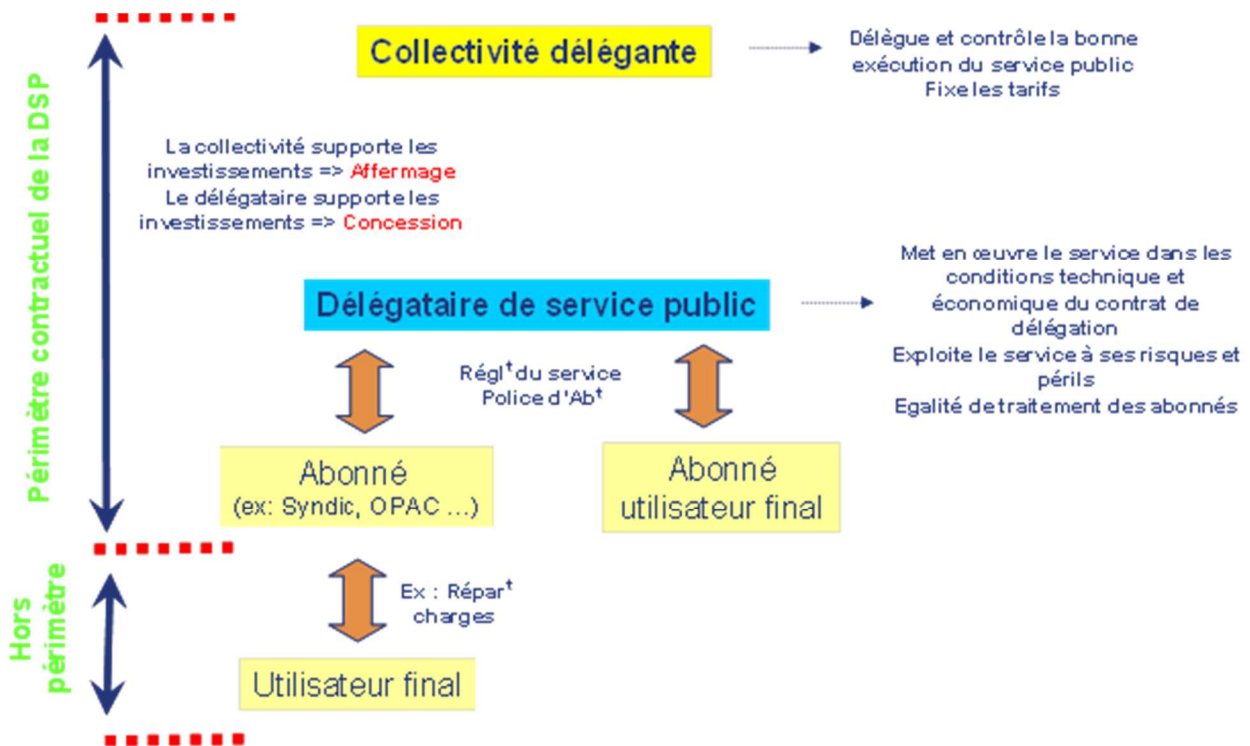 Collectivité délégante
Délègue et contrôle la bonne
exécution du service public
Fixe les tarifs
Périmètre contractuel de la DSP
La collectivité supporte les
investissements => Affermage
Le délégataire supporte les
investissements => Concession
Délégataire de service public
Met en œuvre le service dans les
conditions technique et
économique du contrat de
délégation
Exploite le service à ses risques et
périls
Egalité de traitement des abonnés
Réglᵗ du service
Police d'Abᵗ
Abonné
(ex: Syndic, OPAC ...)
Abonné
utilisateur final
Hors
périmètre
Ex : Réparᵗ
charges
Utilisateur final